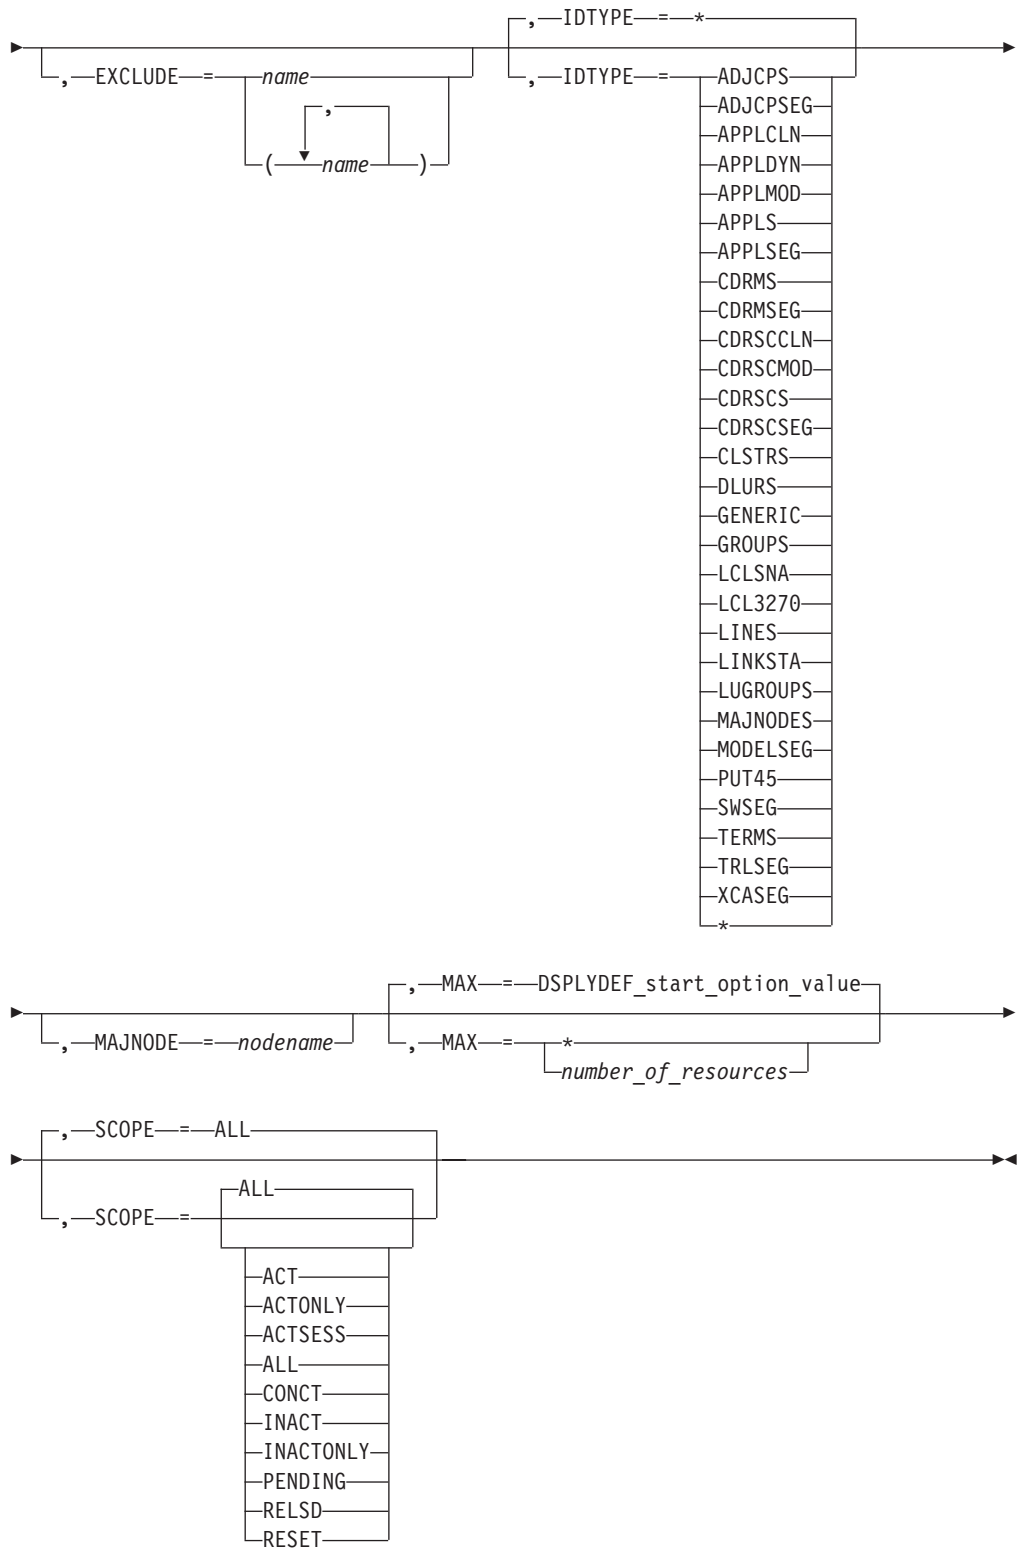 ,—IDTYPE—=—*
,—EXCLUDE—=—name
,—IDTYPE—=—ADJCPS
ADJCPSEG
,
APPLCLN
(—name—)
APPLDYN
APPLMOD
APPLS
APPLSEG
CDRMS
CDRMSEG
CDRSCCLN
CDRSCMOD
CDRSCS
CDRSCSEG
CLSTRS
DLURS
GENERIC
GROUPS
LCLSNA
LCL3270
LINES
LINKSTA
LUGROUPS
MAJNODES
MODELSEG
PUT45
SWSEG
TERMS
TRLSEG
XCASEG
*
,—MAX—=—DSPLYDEF_start_option_value
,—MAJNODE—=—nodename
,—MAX—=—*
number_of_resources
,—SCOPE—=—ALL
ALL
,—SCOPE—=
ACT
ACTONLY
ACTSESS
ALL
CONCT
INACT
INACTONLY
PENDING
RELSD
RESET